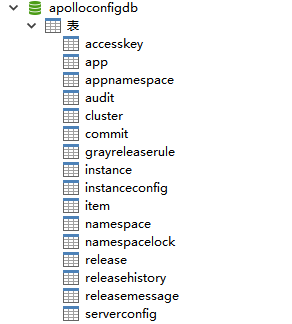 apolloconfigdb
表
accesskey
app
appnamespace
audit
cluster
commit
grayreleaserule
instance
instanceconfig
item
namespace
namespacelock
release
releasehistory
releasemessage
serverconfig